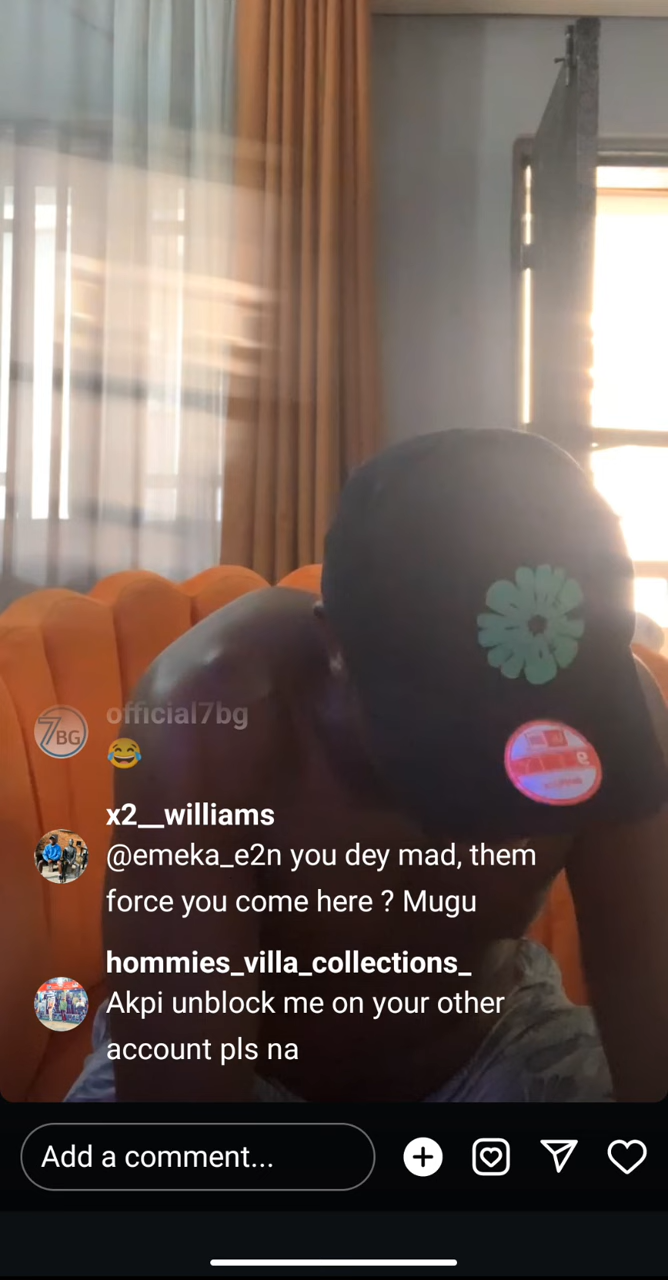 official7bg
😂
x2__williams
@emeka_e2n you dey mad, them
force you come here ? Mugu
hommies_villa_collections_
Akpi unblock me on your other
account pls na
Add a comment...
7BG